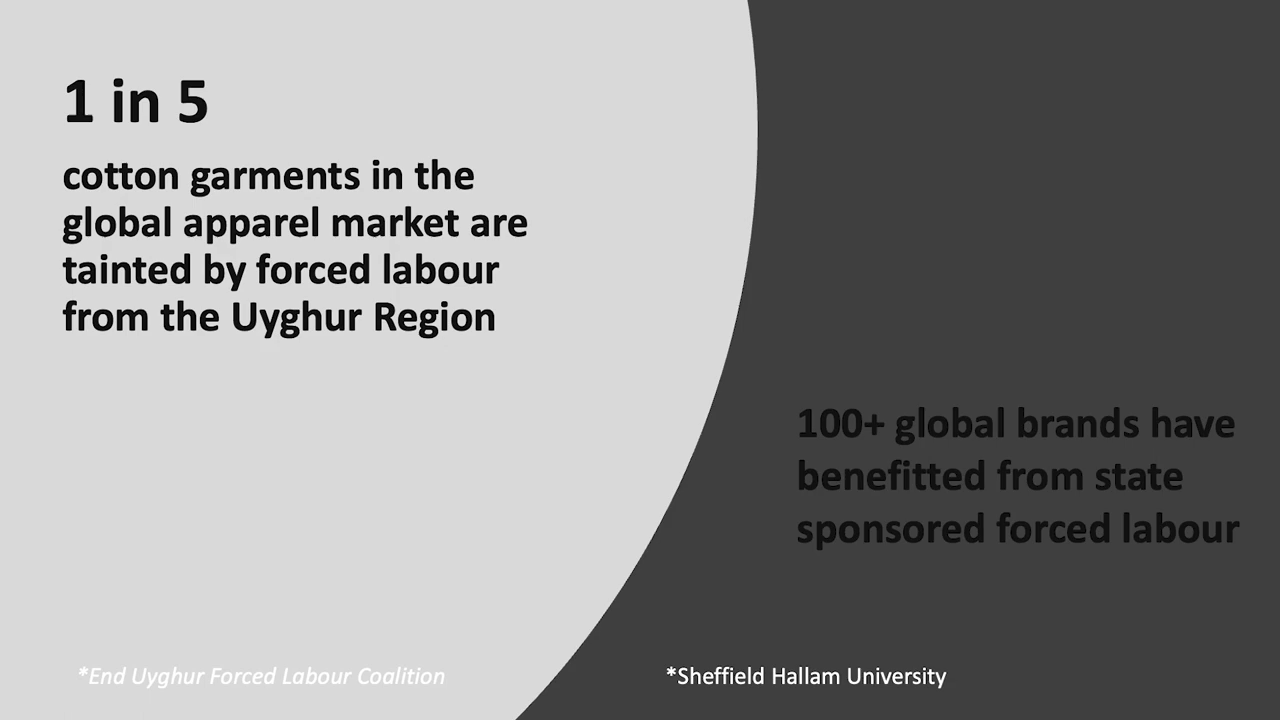 1 in 5
cotton garments in the
global apparel market are
tainted by forced labour
from the Uyghur Region
100+ global brands have
benefitted from state
sponsored forced labour
*End Uyghur Forced Labour Coalition
*Sheffield Hallam University